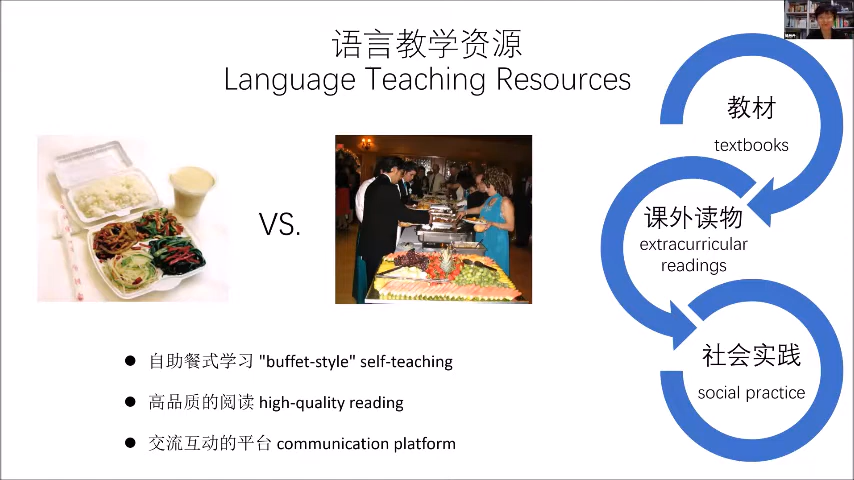 语言教学资源
Language Teaching Resources
VS.
自助餐式学习 "buffet-style" self-teaching
高品质的阅读 high-quality reading
交流互动的平台 communication platform
教材
textbooks
课外读物
extracurricular
readings
社会实践
social practice